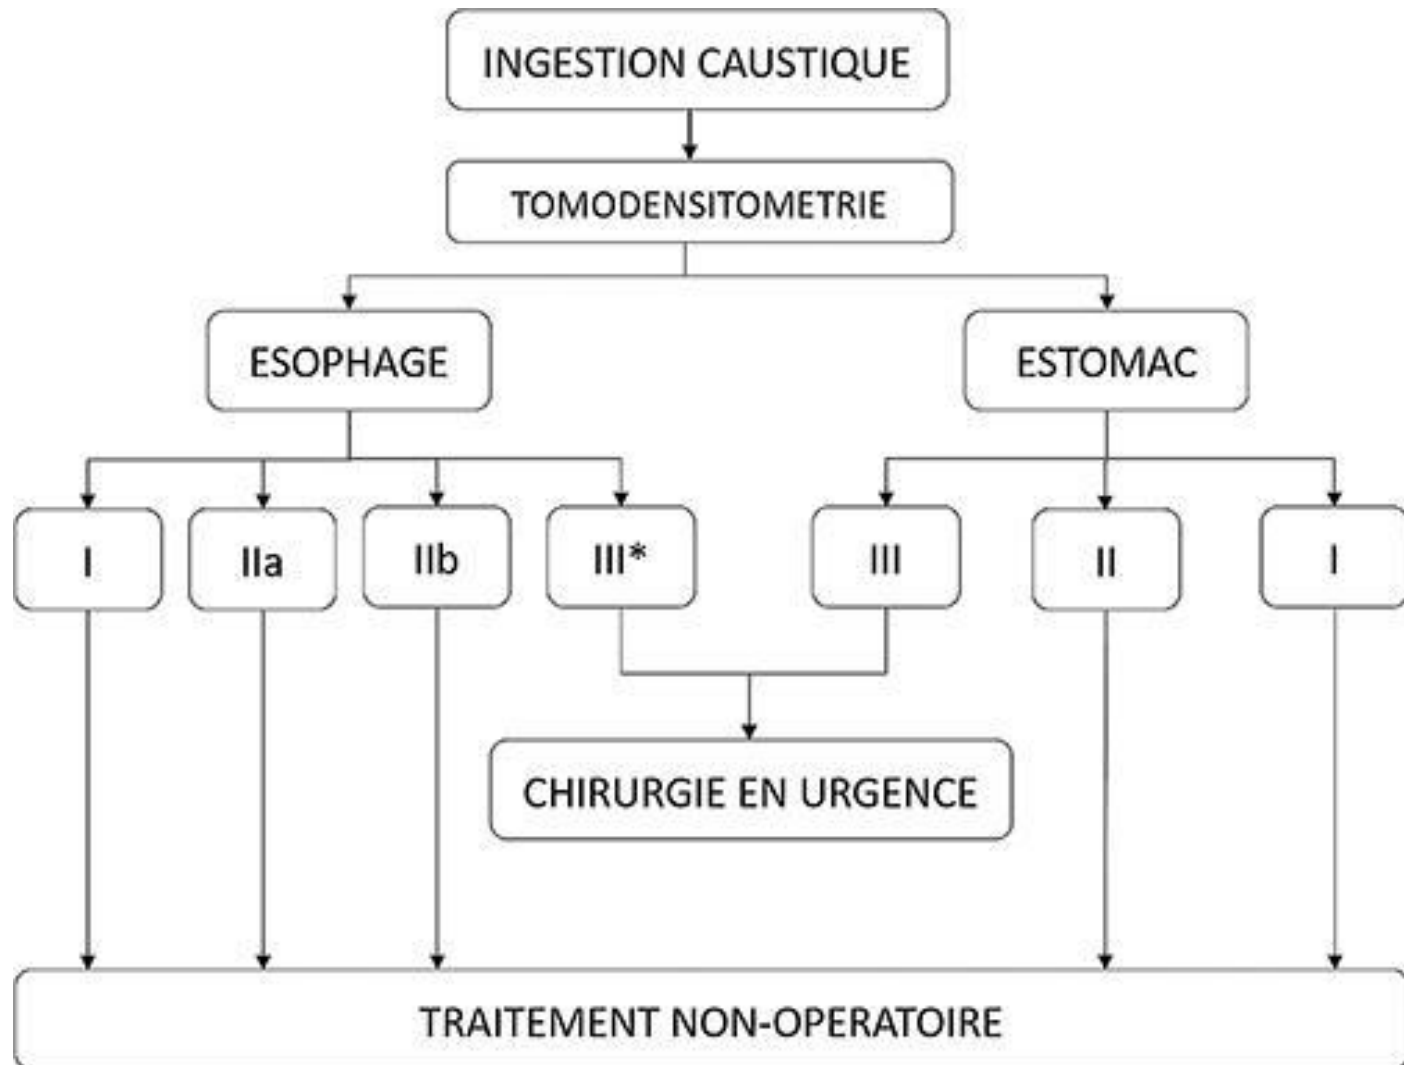 INGESTION CAUSTIQUE
TOMODENSITOMETRIE
ESOPHAGE
ESTOMAC
I
IIa
IIb
III*
III
II
I
CHIRURGIE EN URGENCE
TRAITEMENT NON-OPERATOIRE